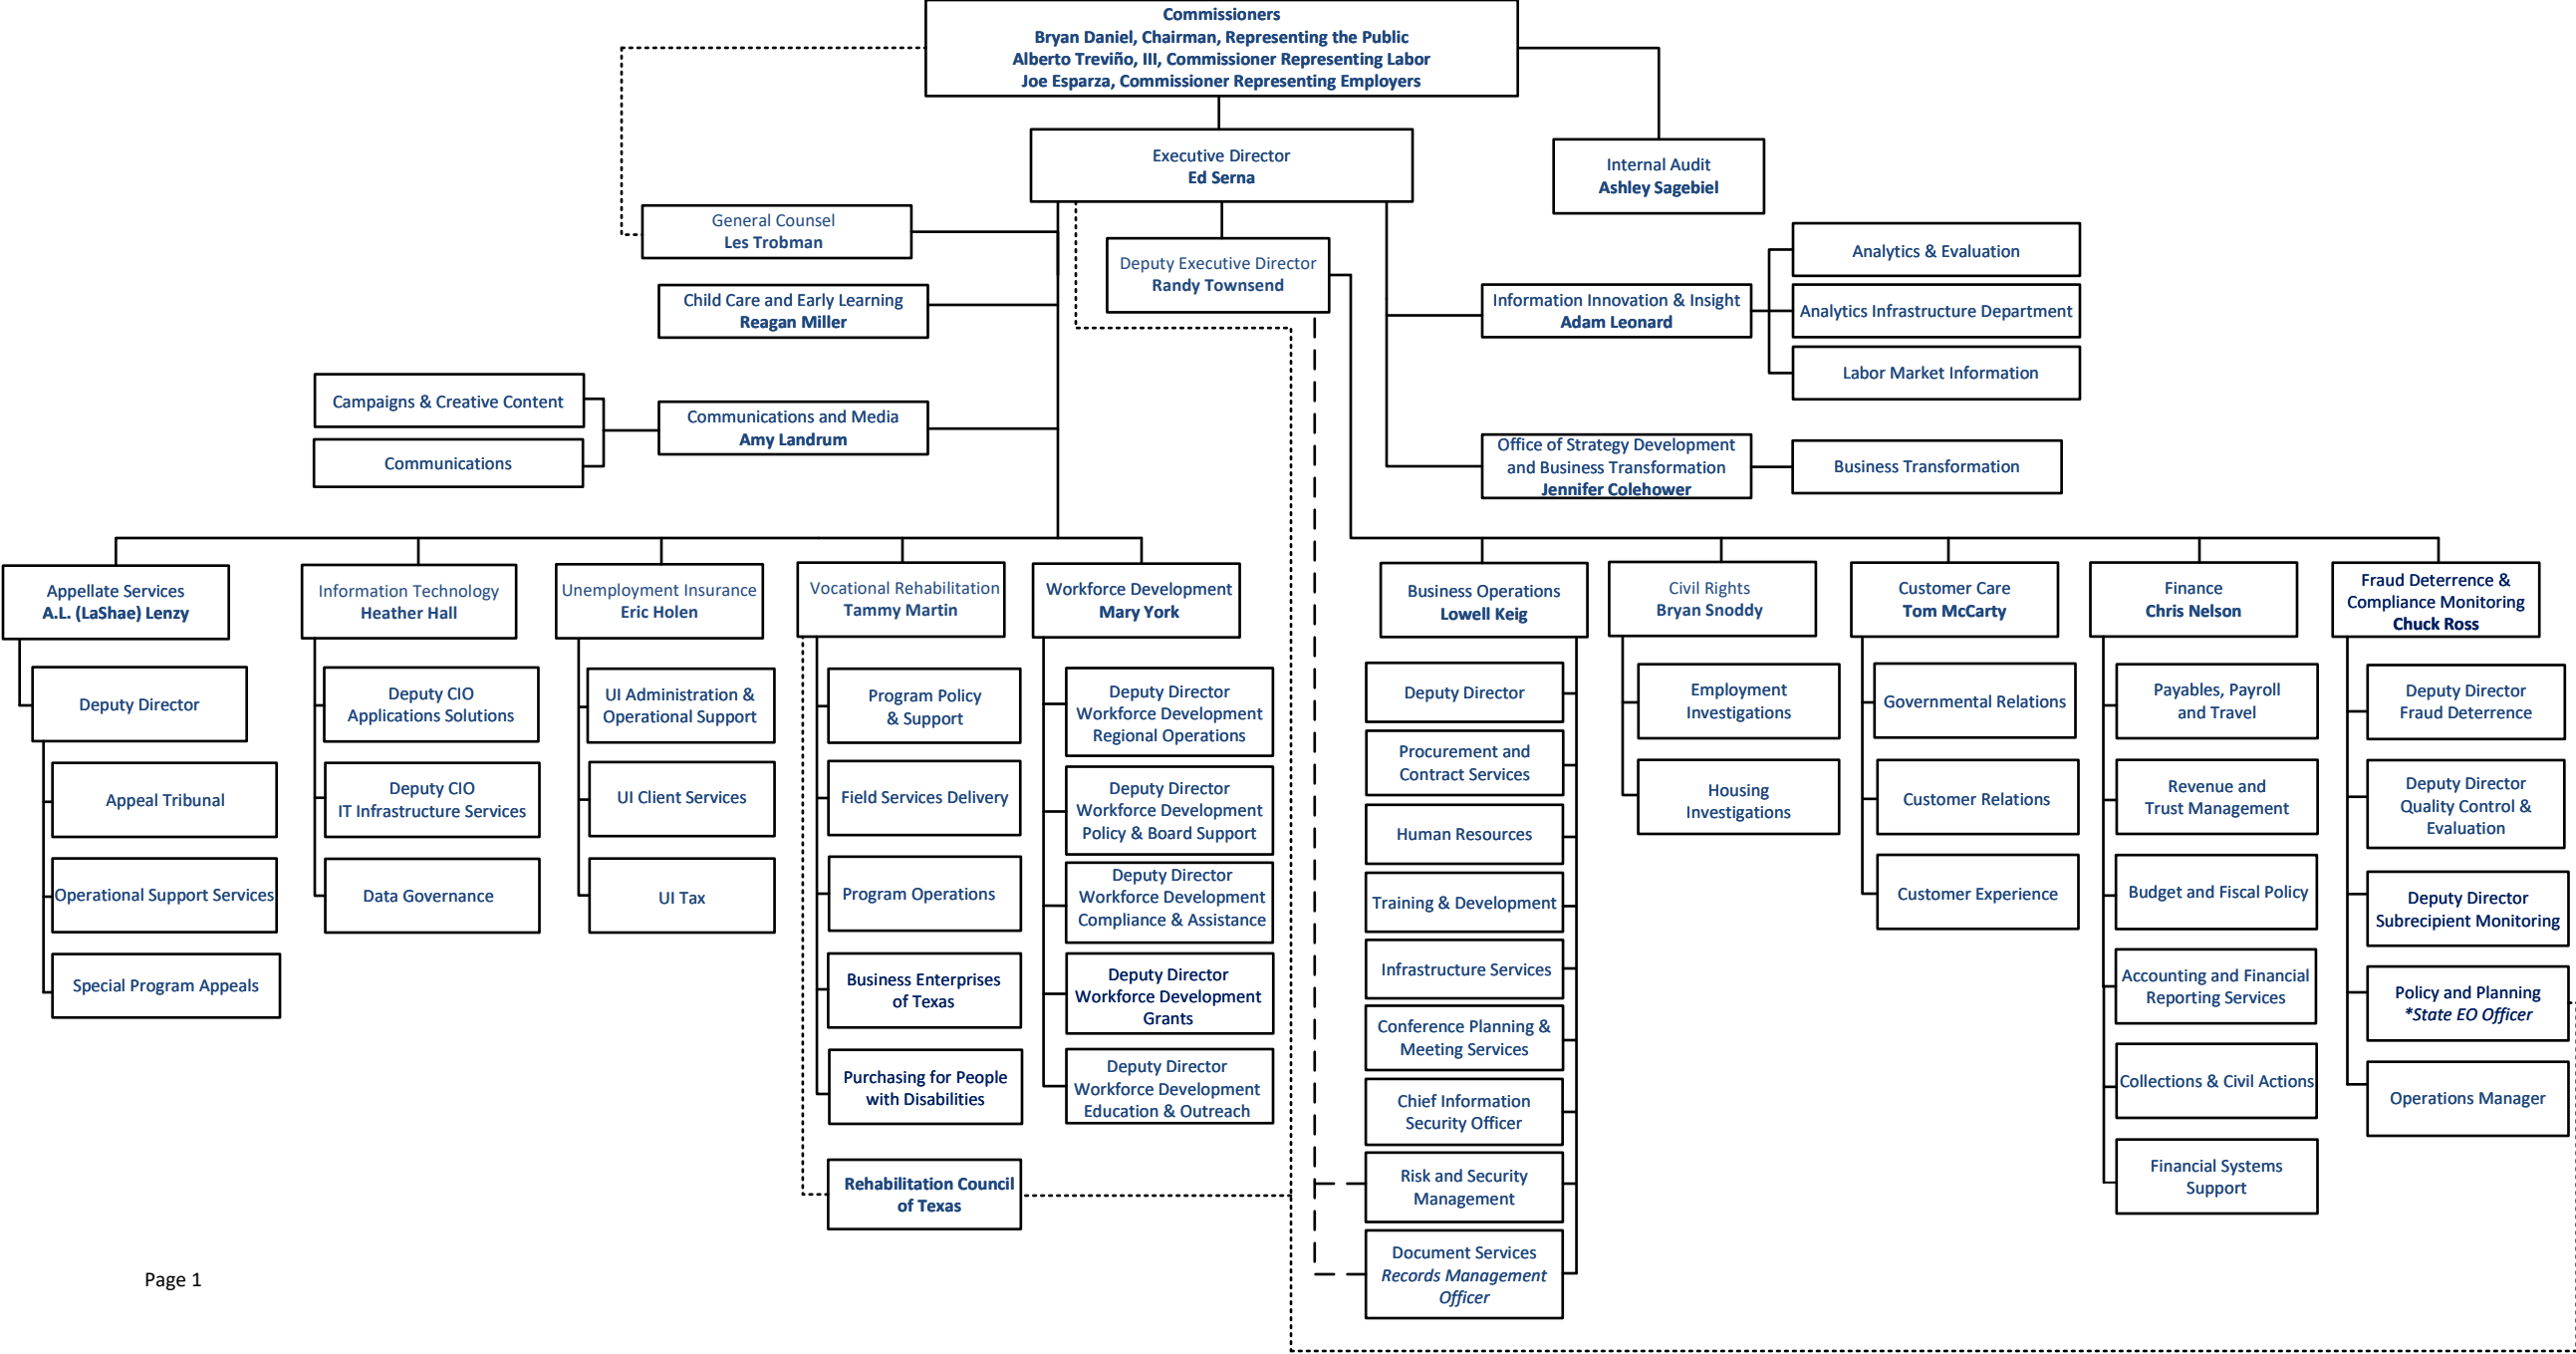 Commissioners
Bryan Daniel, Chairman, Representing the Public
Alberto Treviño, III, Commissioner Representing Labor
Joe Esparza, Commissioner Representing Employers
Executive Director
Ed Serna
Internal Audit
Ashley Sagebiel
General Counsel
Les Trobman
Deputy Executive Director
Randy Townsend
Child Care and Early Learning
Reagan Miller
Information Innovation & Insight
Adam Leonard
Analytics & Evaluation
Analytics Infrastructure Department
Labor Market Information
Campaigns & Creative Content
Communications
Communications and Media
Amy Landrum
Office of Strategy Development
and Business Transformation
Jennifer Colehower
Business Transformation
Appellate Services
A.L. (LaShae) Lenzy
Deputy Director
Appeal Tribunal
Operational Support Services
Special Program Appeals
Information Technology
Heather Hall
Deputy CIO
Applications Solutions
Deputy CIO
IT Infrastructure Services
Data Governance
Unemployment Insurance
Eric Holen
UI Administration &
Operational Support
UI Client Services
UI Tax
Vocational Rehabilitation
Tammy Martin
Program Policy
& Support
Field Services Delivery
Program Operations
Business Enterprises
of Texas
Purchasing for People
with Disabilities
Rehabilitation Council
of Texas
Workforce Development
Mary York
Deputy Director
Workforce Development
Regional Operations
Deputy Director
Workforce Development
Policy & Board Support
Deputy Director
Workforce Development
Compliance & Assistance
Deputy Director
Workforce Development
Grants
Deputy Director
Workforce Development
Education & Outreach
Business Operations
Lowell Keig
Deputy Director
Procurement and
Contract Services
Human Resources
Training & Development
Infrastructure Services
Conference Planning &
Meeting Services
Chief Information
Security Officer
Risk and Security
Management
Document Services
Records Management
Officer
Civil Rights
Bryan Snoddy
Employment
Investigations
Housing
Investigations
Customer Care
Tom McCarty
Governmental Relations
Customer Relations
Customer Experience
Finance
Chris Nelson
Payables, Payroll
and Travel
Revenue and
Trust Management
Budget and Fiscal Policy
Accounting and Financial
Reporting Services
Collections & Civil Actions
Financial Systems
Support
Fraud Deterrence &
Compliance Monitoring
Chuck Ross
Deputy Director
Fraud Deterrence
Deputy Director
Quality Control &
Evaluation
Deputy Director
Subrecipient Monitoring
Policy and Planning
*State EO Officer
Operations Manager
Page 1